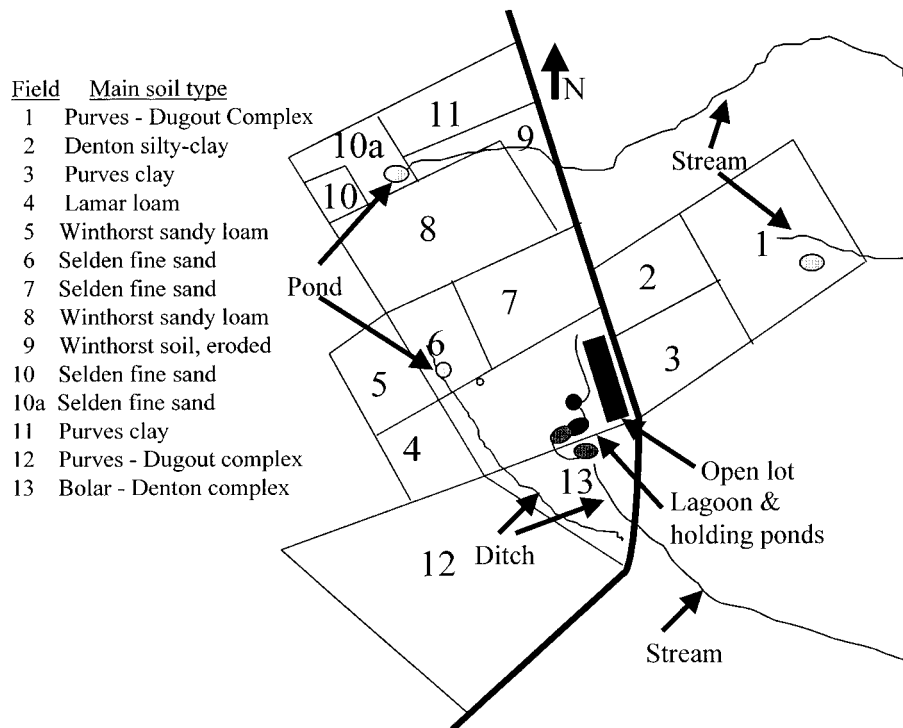 Field Main soil type
1 Purves - Dugout Complex
2 Denton silty-clay
3 Purves clay
4 Lamar loam
5 Winthorst sandy loam
6 Selden fine sand
7 Selden fine sand
8 Winthorst sandy loam
9 Winthorst soil, eroded
10 Selden fine sand
10a Selden fine sand
11 Purves clay
12 Purves - Dugout complex
13 Bolar - Denton complex
N
11
10a
9
10
8
Stream
1
2
Pond
7
6
5
3
4
13
Open lot
Lagoon &
holding ponds
Ditch
12
Stream